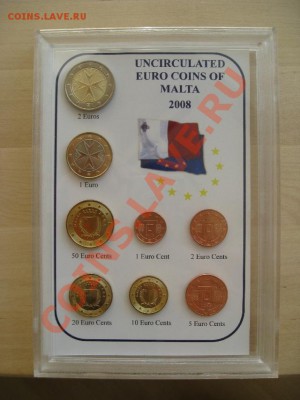 COINS.LAVE.RU
UNCIRCULATED
EURO COINS OF
MALTA
2008
2 Euros
1 Euro
50 Euro Cents
1 Euro Cent
2 Euro Cents
20 Euro Cents
10 Euro Cents
5 Euro Cents
COINS.LAVE.RU